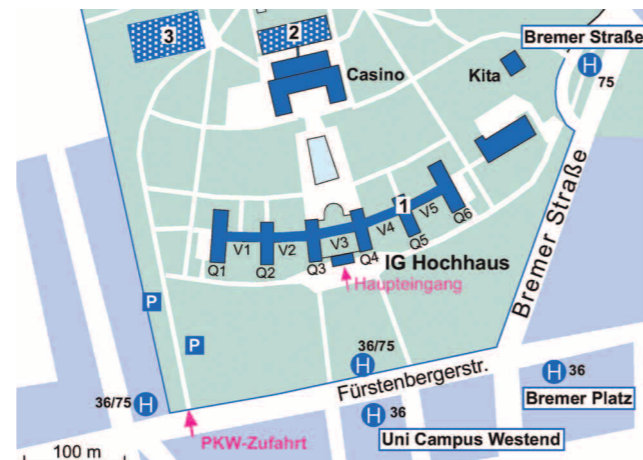 3
2
Bremer Straße
H
75
Casino
Kita
1
V1
V2
V3
V4
V5
Q1
Q2
Q3
Q4
Q5
Q6
IG Hochhaus
Haupteingang
Bremer Straße
P
P
36/75
H
36/75
H
Fürstenbergerstr.
H
36
Bremer Platz
H
36
Uni Campus Westend
PKW-Zufahrt
100 m